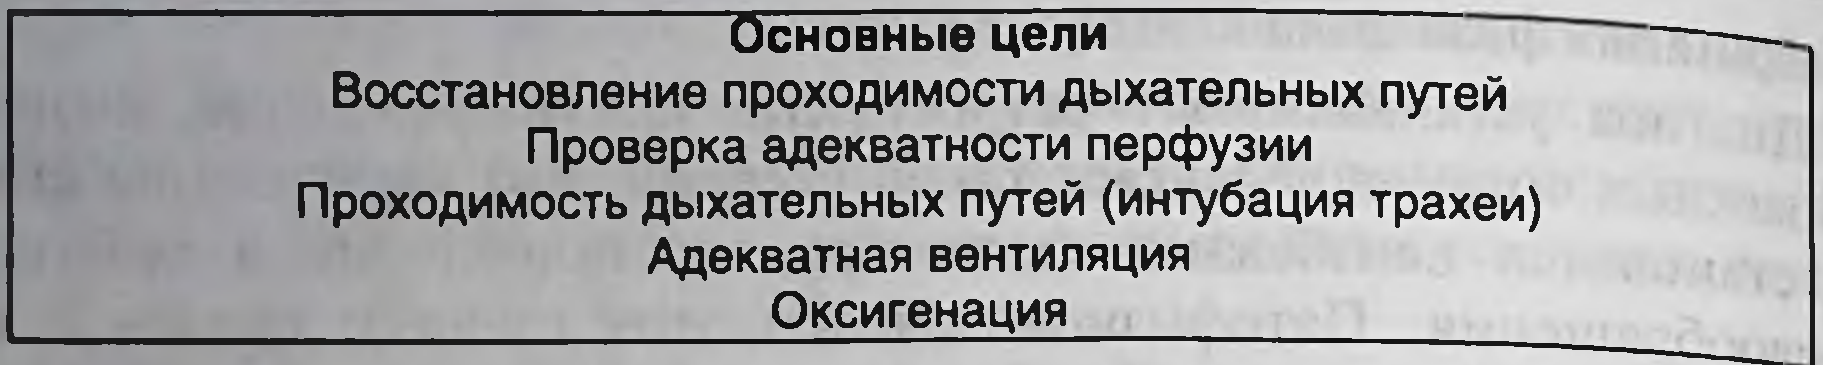 Основные цели
Восстановление проходимости дыхательных путей
Проверка адекватности перфузии
Проходимость дыхательных путей (интубация трахеи)
Адекватная вентиляция
Оксигенация